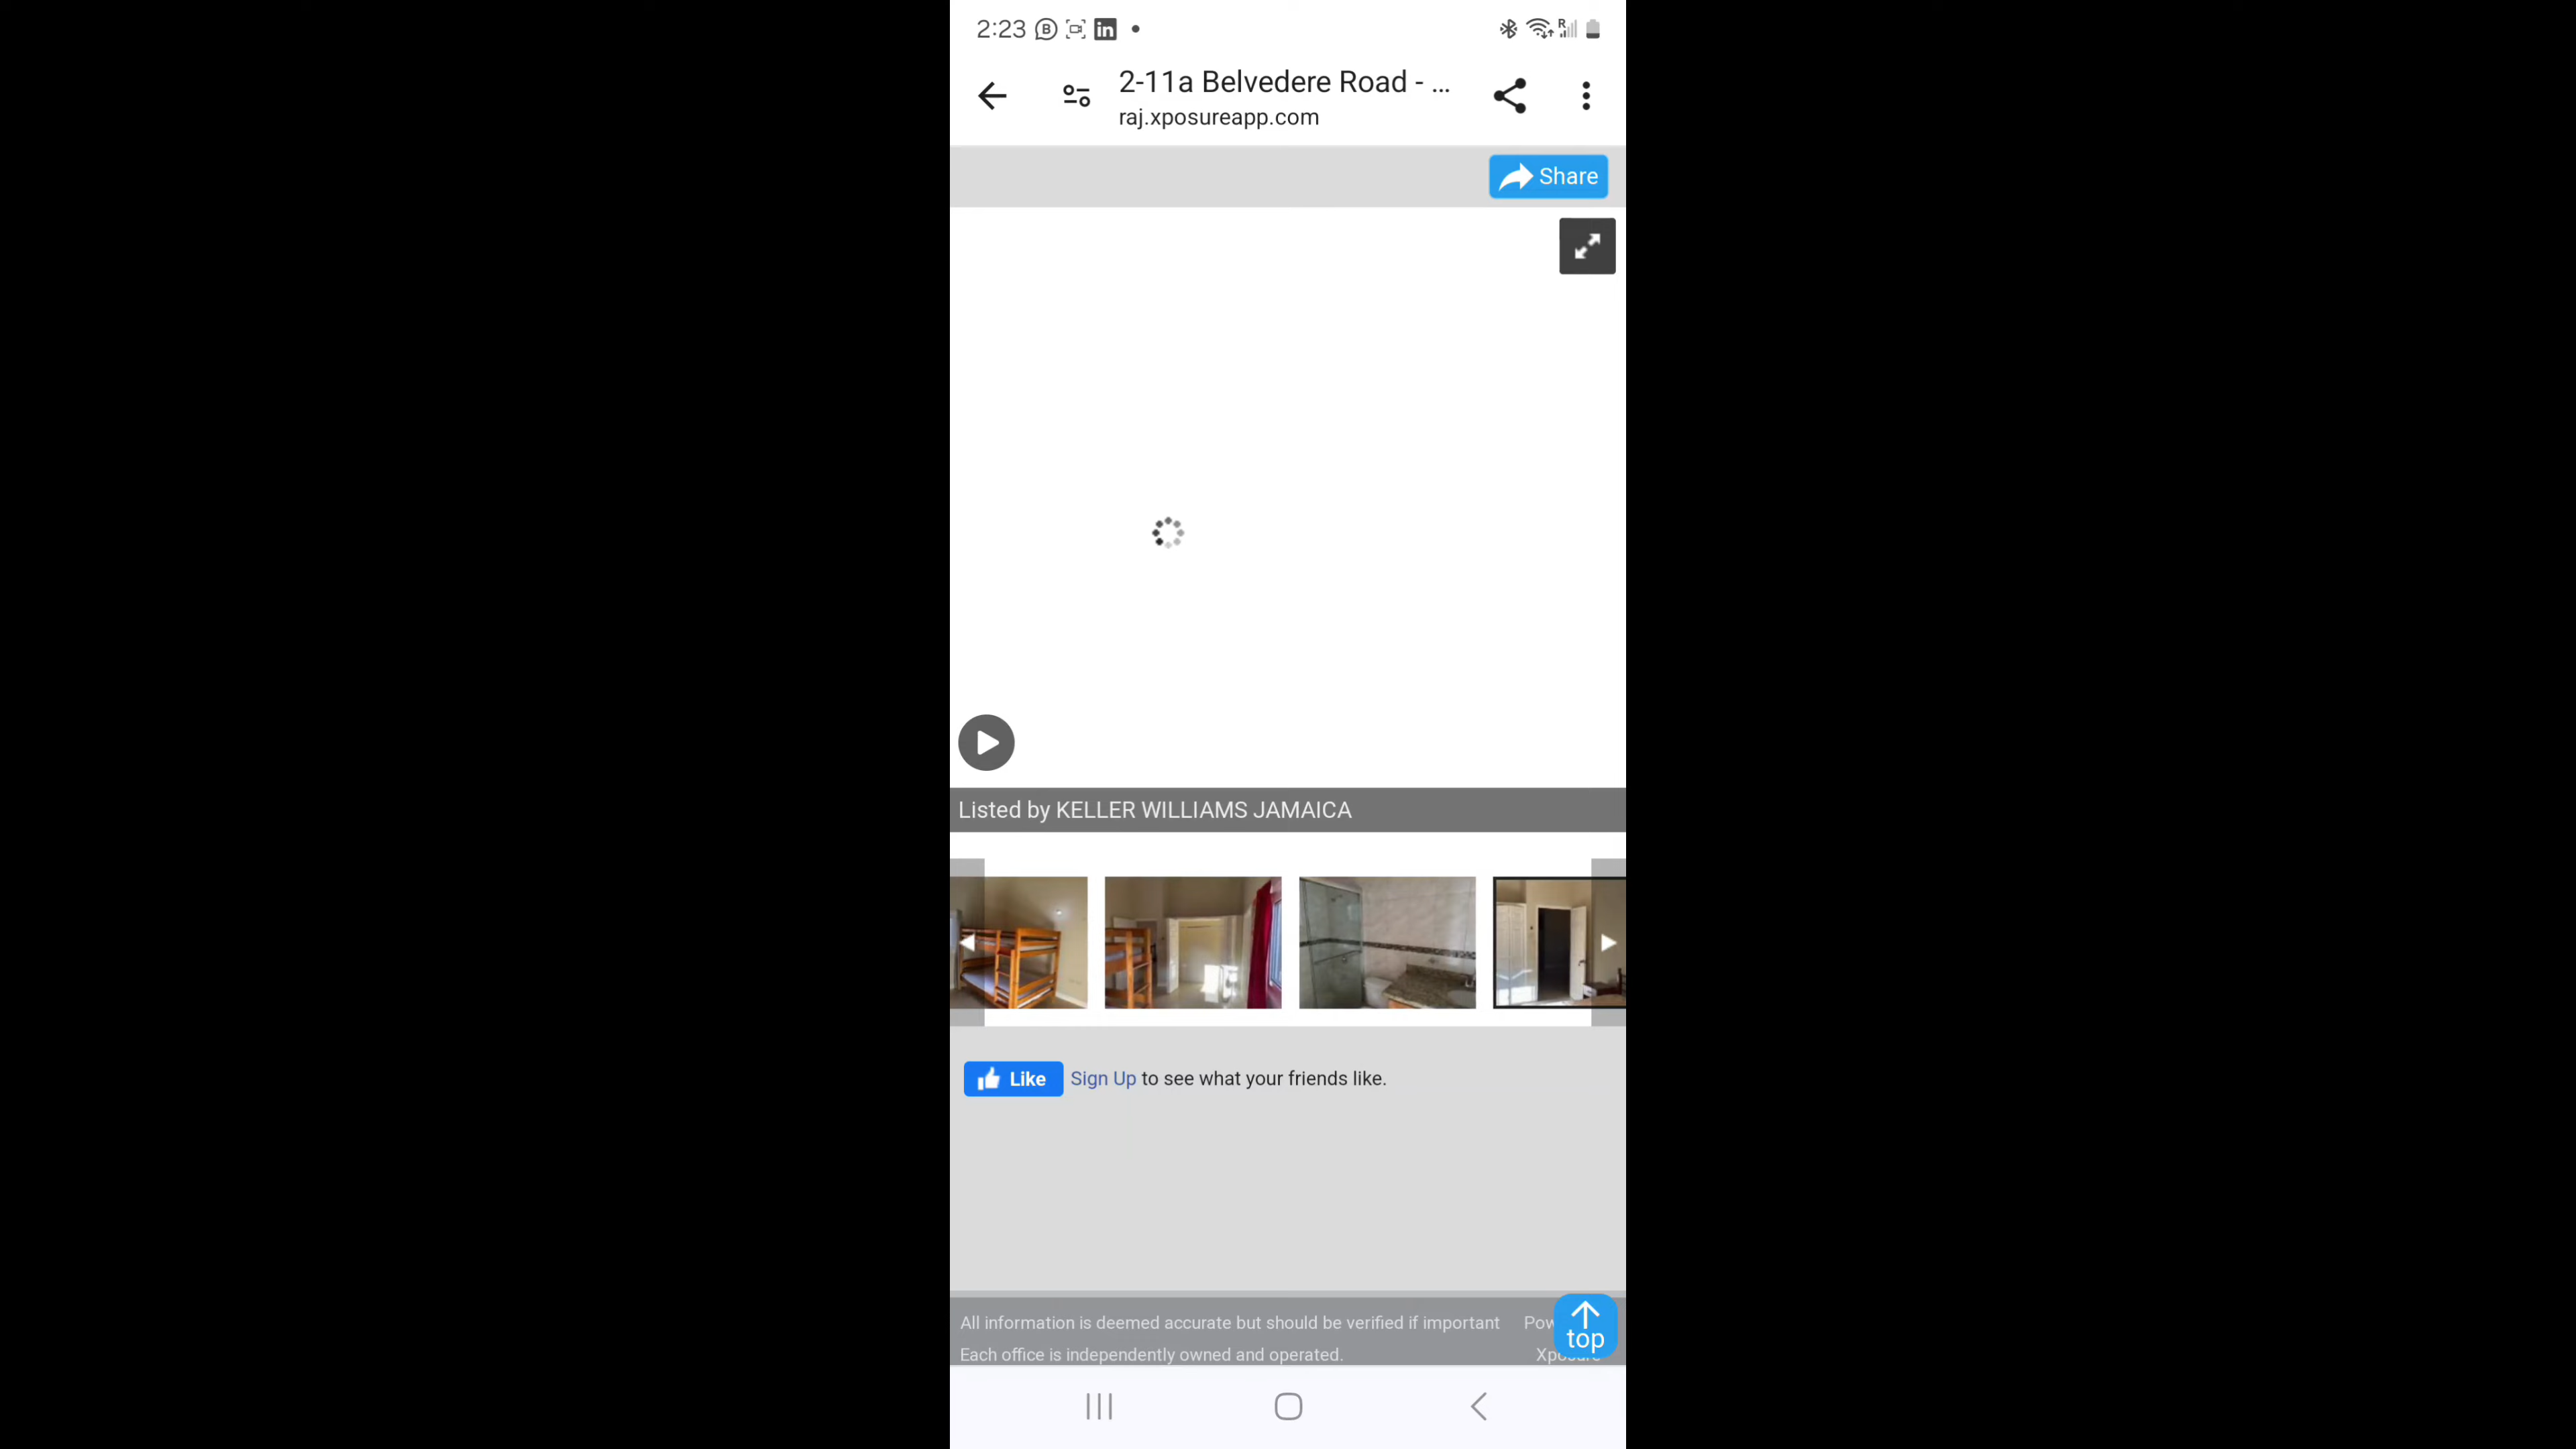 2:23
2-11a Belvedere Road - ...
raj.xposureapp.com
Share
Listed by KELLER WILLIAMS JAMAICA
Like Sign Up to see what your friends like.
All information is deemed accurate but should be verified if important
Each office is independently owned and operated.
top